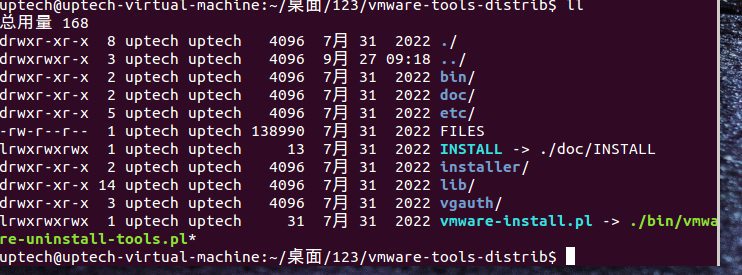 uptech@uptech-virtual-machine:~/桌面/123/vmware-tools-distrib$ ll
总用量 168
drwxr-xr-x  8 uptech uptech   4096  7月 31  2022 ./
drwxrwxr-x  3 uptech uptech   4096  9月 27 09:18 ../
drwxr-xr-x  2 uptech uptech   4096  7月 31  2022 bin/
drwxr-xr-x  2 uptech uptech   4096  7月 31  2022 doc/
drwxr-xr-x  5 uptech uptech   4096  7月 31  2022 etc/
-rw-r--r--  1 uptech uptech 138990  7月 31  2022 FILES
lrwxrwxrwx  1 uptech uptech     13  7月 31  2022 INSTALL -> ./doc/INSTALL
drwxr-xr-x  2 uptech uptech   4096  7月 31  2022 installer/
drwxr-xr-x 14 uptech uptech   4096  7月 31  2022 lib/
drwxr-xr-x  3 uptech uptech   4096  7月 31  2022 vgauth/
lrwxrwxrwx  1 uptech uptech     31  7月 31  2022 vmware-install.pl -> ./bin/vmwa
re-uninstall-tools.pl*
uptech@uptech-virtual-machine:~/桌面/123/vmware-tools-distrib$